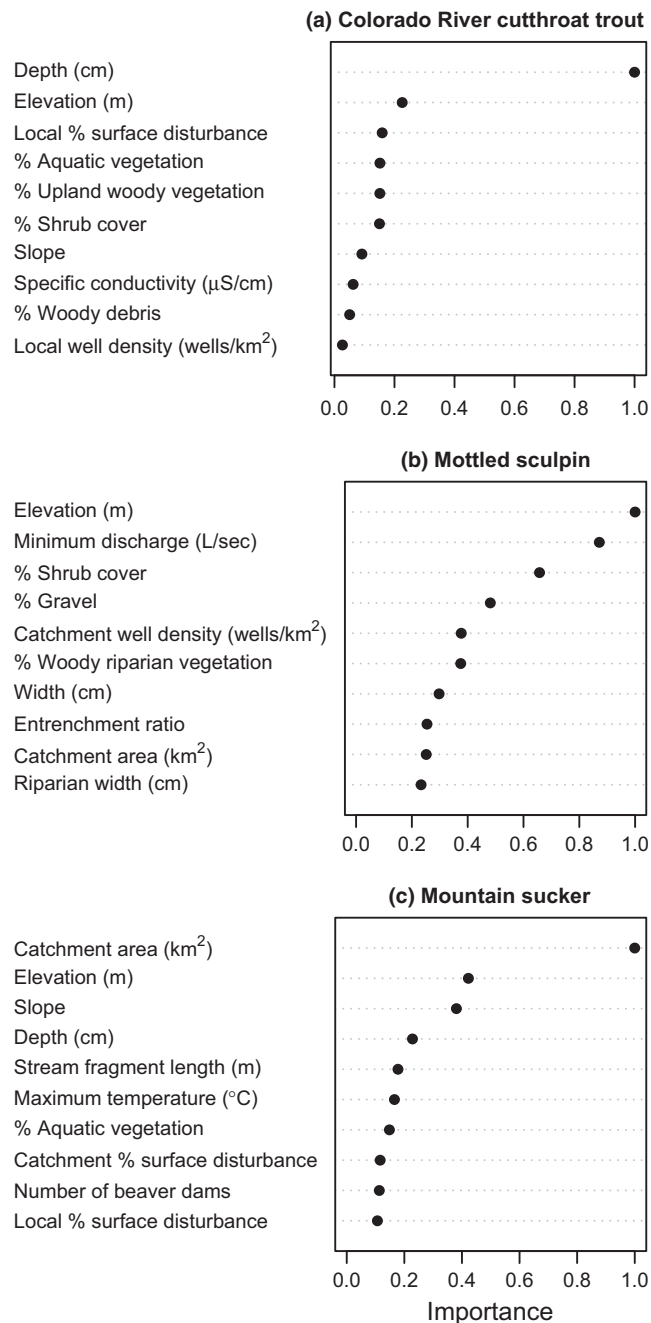 (a) Colorado River cutthroat trout
Depth (cm)
Elevation (m)
Local % surface disturbance
% Aquatic vegetation
% Upland woody vegetation
% Shrub cover
Slope
Specific conductivity (μS/cm)
% Woody debris
Local well density (wells/km²)
0.0 0.2 0.4 0.6 0.8 1.0
(b) Mottled sculpin
Elevation (m)
Minimum discharge (L/sec)
% Shrub cover
% Gravel
Catchment well density (wells/km²)
% Woody riparian vegetation
Width (cm)
Entrenchment ratio
Catchment area (km²)
Riparian width (cm)
0.0 0.2 0.4 0.6 0.8 1.0
(c) Mountain sucker
Catchment area (km²)
Elevation (m)
Slope
Depth (cm)
Stream fragment length (m)
Maximum temperature (°C)
% Aquatic vegetation
Catchment % surface disturbance
Number of beaver dams
Local % surface disturbance
0.0 0.2 0.4 0.6 0.8 1.0
Importance